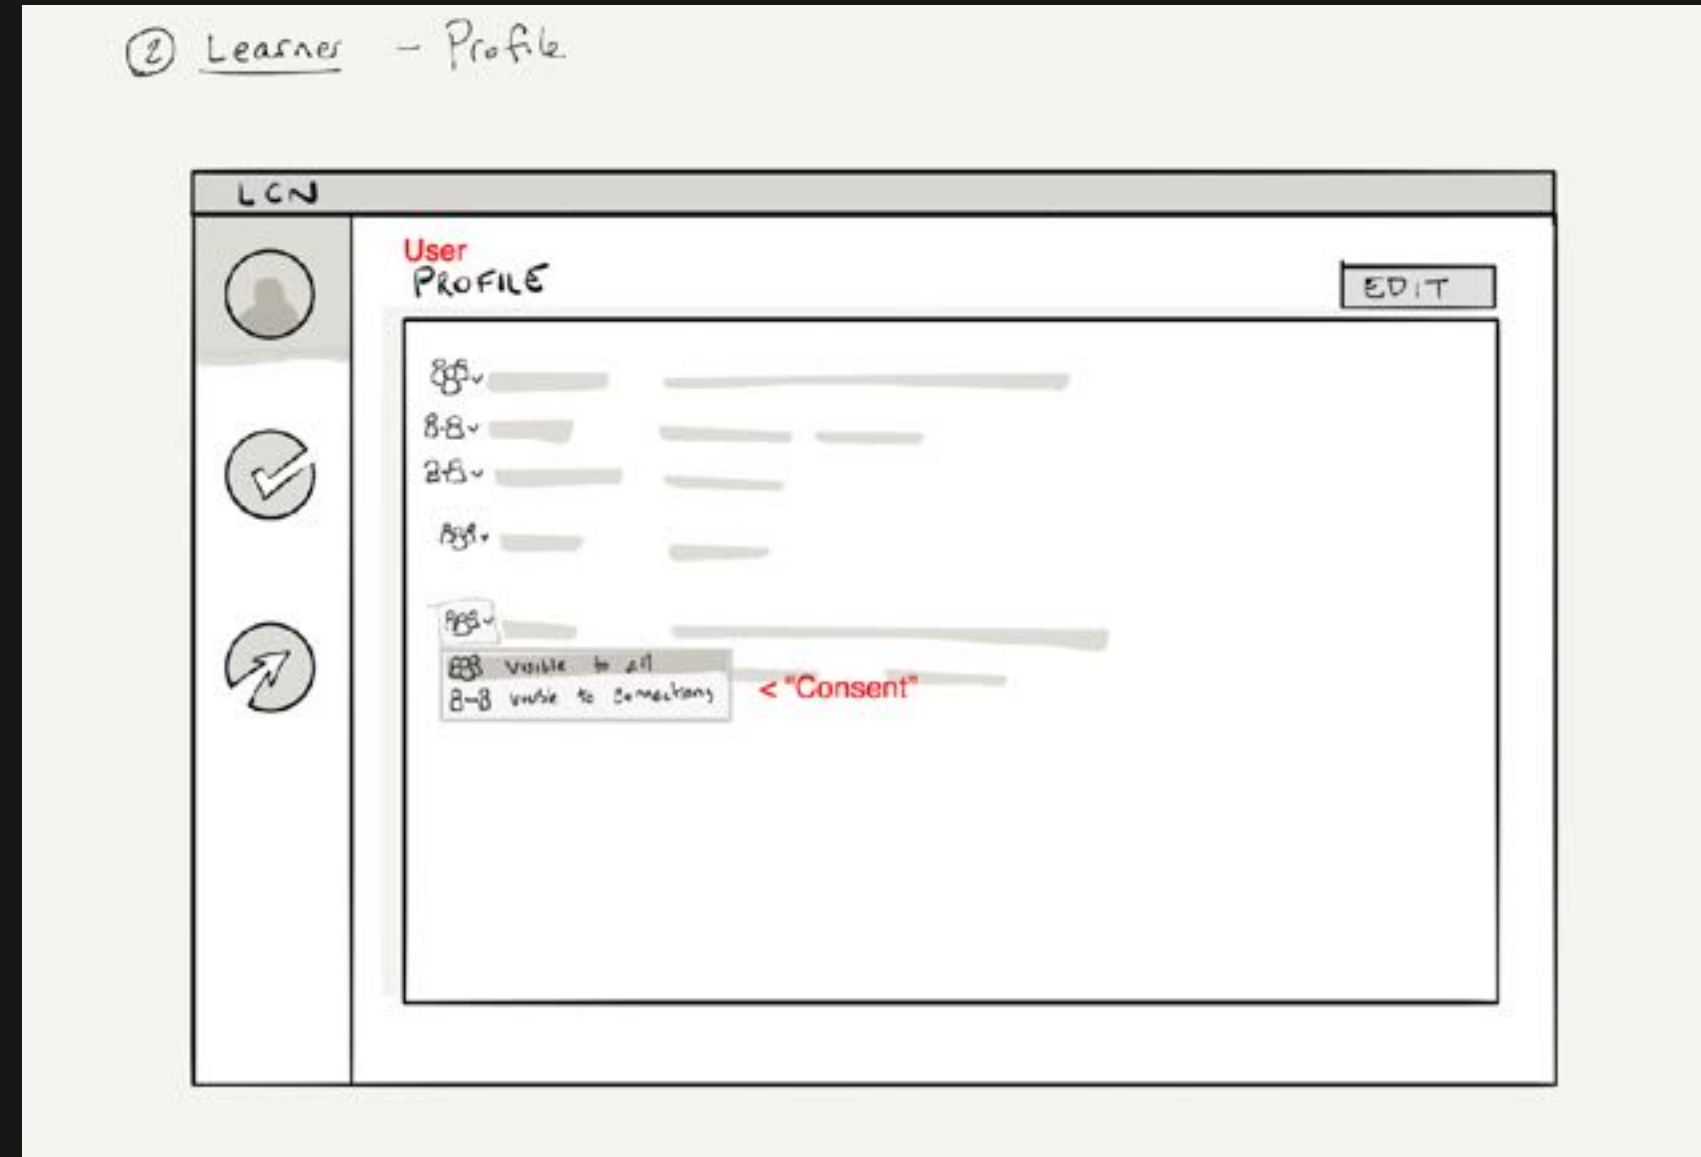 2 Learner - Profile
LCN
User
PROFILE
EDIT
visible to all
visible to connections
< "Consent"